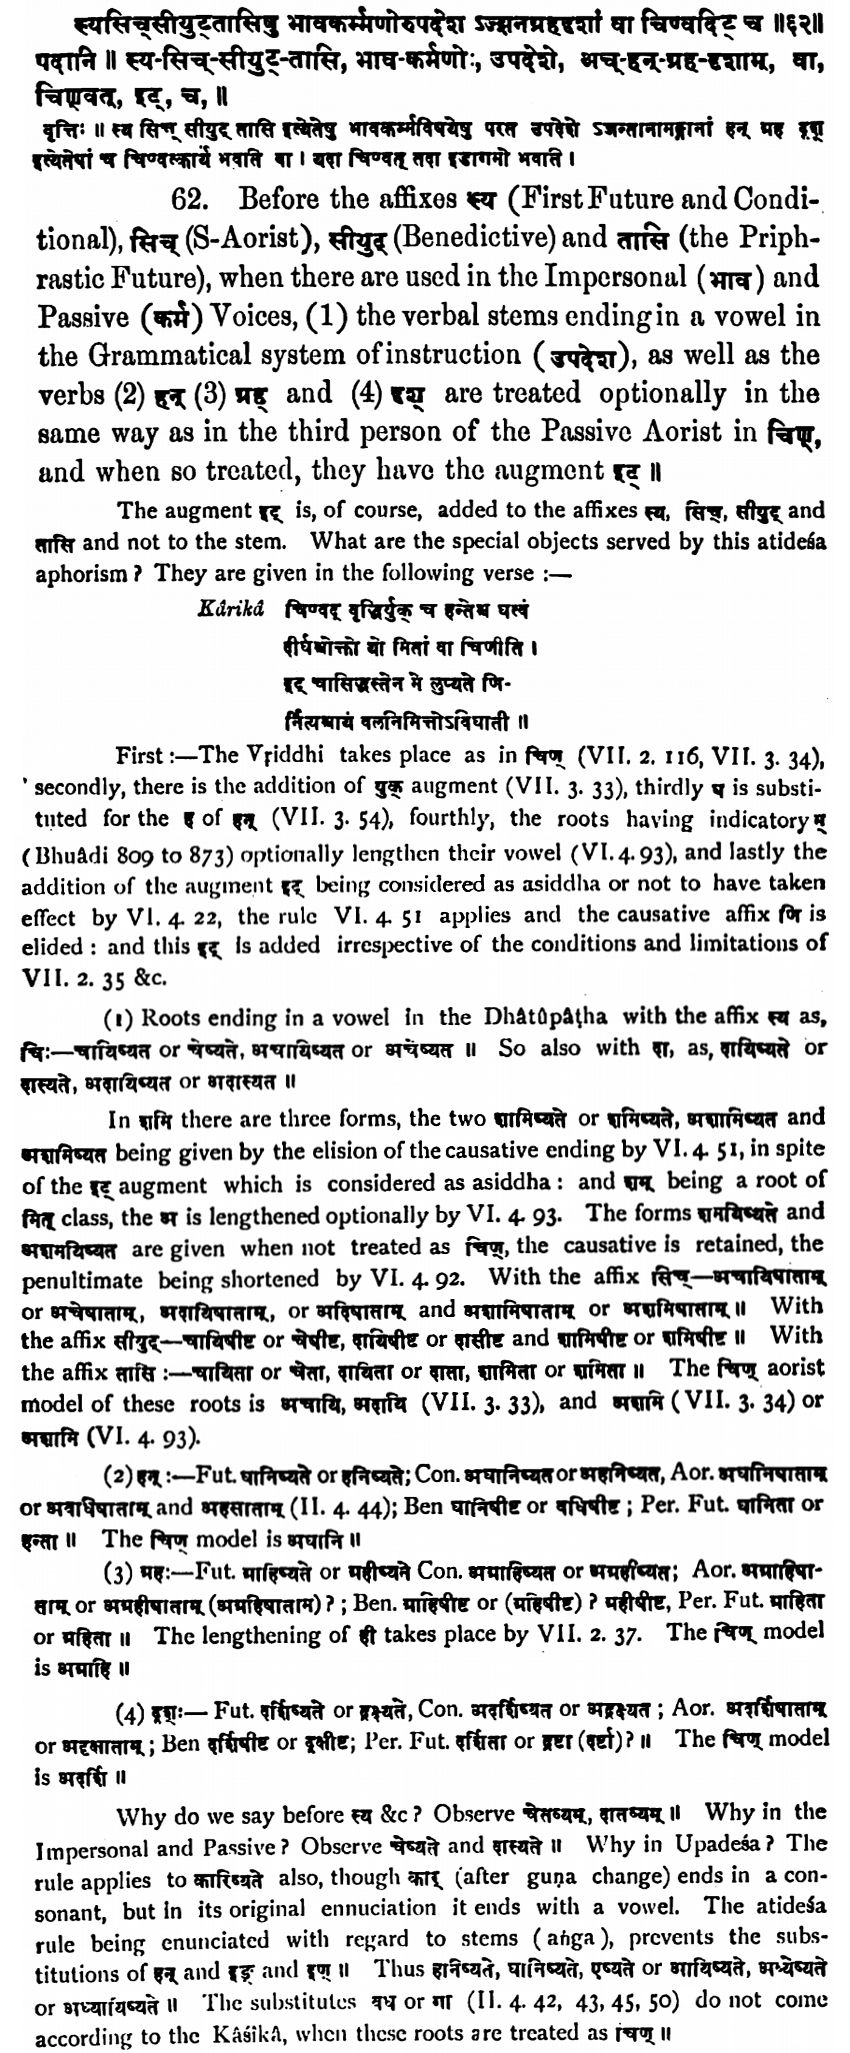 स्यसिच्सीयुट्तासिषु भावकर्म्मणोरुपदेश ऽज्झनग्रहदृशां वा चिण्वदिट् च ॥६२॥
पदानि ॥ स्य-सिच्-सीयुट्-तासि, भाव-कर्मणोः, उपदेशे, अच्-हन्-ग्रह-दृशाम्, वा,
चिण्वत्, इट्, च, ॥
वृत्तिः ॥ स्य सिच् सीयुट् तासि इत्येतेषु भावकर्म्मविषयेषु परत उपदेशे ऽजन्तानामङ्गानां हन् ग्रह दृश्
इत्येतेषां च चिण्वत्कार्यं भवति वा । यदा चिण्वत् तदा इडागमो भवति ।
62. Before the affixes स्य (First Future and Condi-
tional), सिच् (S-Aorist), सीयुट् (Benedictive) and तासि (the Priph-
rastic Future), when there are used in the Impersonal (भाव) and
Passive (कर्म) Voices, (1) the verbal stems ending in a vowel in
the Grammatical system of instruction (उपदेश), as well as the
verbs (2) हन् (3) ग्रह् and (4) दृश् are treated optionally in the
same way as in the third person of the Passive Aorist in चिण्,
and when so treated, they have the augment इट् ॥
The augment इट् is, of course, added to the affixes स्य, सिच्, सीयुट् and
तासि and not to the stem. What are the special objects served by this atideśa
aphorism? They are given in the following verse :—
Kârikâ चिण्वद् वृद्धिर्युक् च हन्तेश्च घत्वं
दीर्घश्चोक्तो यो मितां वा चिणीति ।
इट् चासिद्धस्तेन मे लुप्यते णि-
र्नित्यश्चायं वलनिमित्तोऽविघाती ॥
First :—The Vṛiddhi takes place as in चिण् (VII. 2. 116, VII. 3. 34),
secondly, there is the addition of युक् augment (VII. 3. 33), thirdly घ is substi-
tuted for the ह of हन् (VII. 3. 54), fourthly, the roots having indicatory म्
(Bhuâdi 809 to 873) optionally lengthen their vowel (VI. 4. 93), and lastly the
addition of the augment इट् being considered as asiddha or not to have taken
effect by VI. 4. 22, the rule VI. 4. 51 applies and the causative affix णि is
elided : and this इट् is added irrespective of the conditions and limitations of
VII. 2. 35 &c.
(1) Roots ending in a vowel in the Dhâtûpâṭha with the affix स्य as,
चिः—चायिष्यत or चेष्यते, अचायिष्यत or अचेष्यत ॥ So also with दा, as, दायिष्यते or
दास्यते, अदायिष्यत or अदास्यत ॥
In शमि there are three forms, the two शामिष्यते or शमिष्यते, अशामिष्यत and
अशमिष्यत being given by the elision of the causative ending by VI. 4. 51, in spite
of the इट् augment which is considered as asiddha : and शम् being a root of
मित् class, the अ is lengthened optionally by VI. 4. 93. The forms शमयिष्यते and
अशमयिष्यत are given when not treated as चिण्, the causative is retained, the
penultimate being shortened by VI. 4. 92. With the affix सिच्—अचायिषाताम्
or अचेषाताम्, अदायिषाताम्, or अदिषाताम् and अशामिषाताम् or अशमिषाताम् ॥ With
the affix सीयुट्—चायिषीष्ट or चेषीष्ट, दायिषीष्ट or दासीष्ट and शामिषीष्ट or शमिषीष्ट ॥ With
the affix तासि :—चायिता or चेता, दायिता or दाता, शामिता or शमिता ॥ The चिण् aorist
model of these roots is अचायि, अदायि (VII. 3. 33), and अशमि (VII. 3. 34) or
अशामि (VI. 4. 93).
(2) हन् :—Fut. घानिष्यते or हनिष्यते; Con. अघानिष्यत or अहनिष्यत, Aor. अघानिषाताम्
or अवधिषाताम् and अहसाताम् (II. 4. 44); Ben घानिषीष्ट or वधिषीष्ट ; Per. Fut. घानिता or
हन्ता ॥ The चिण् model is अघानि ॥
(3) ग्रहः—Fut. ग्राहिष्यते or ग्रहीष्यते Con. अग्राहिष्यत or अग्रहीष्यत; Aor. अग्राहिषा-
ताम् or अग्रहीषाताम् (अग्रहिषाताम)? ; Ben. ग्राहिषीष्ट or (ग्रहिषीष्ट) ? ग्रहीषीष्ट, Per. Fut. ग्राहिता
or ग्रहिता ॥ The lengthening of ही takes place by VII. 2. 37. The चिण् model
is अग्राहि ॥
(4) दृशः— Fut. दर्शिष्यते or द्रक्ष्यते, Con. अदर्शिष्यत or अद्रक्ष्यत ; Aor. अदर्शिषाताम्
or अदृक्षाताम् ; Ben दर्शिषीष्ट or दृक्षीष्ट; Per. Fut. दर्शिता or द्रष्टा (दर्ष्टा)? ॥ The चिण् model
is अदर्शि ॥
Why do we say before स्य &c? Observe चेतव्यम्, दातव्यम् ॥ Why in the
Impersonal and Passive? Observe चेष्यते and दास्यते ॥ Why in Upadeśa? The
rule applies to कारिष्यते also, though कार् (after guṇa change) ends in a con-
sonant, but in its original ennuciation it ends with a vowel. The atideśa
rule being enunciated with regard to stems (aṅga), prevents the subs-
titutions of हन् and इङ् and इण् ॥ Thus हानिष्यते, घानिष्यते, एष्यते or आयिष्यते, अध्येष्यते
or अध्यायिष्यते ॥ The substitutes वध or गा (II. 4. 42, 43, 45, 50) do not come
according to the Kâśikâ, when these roots are treated as चिण् ॥